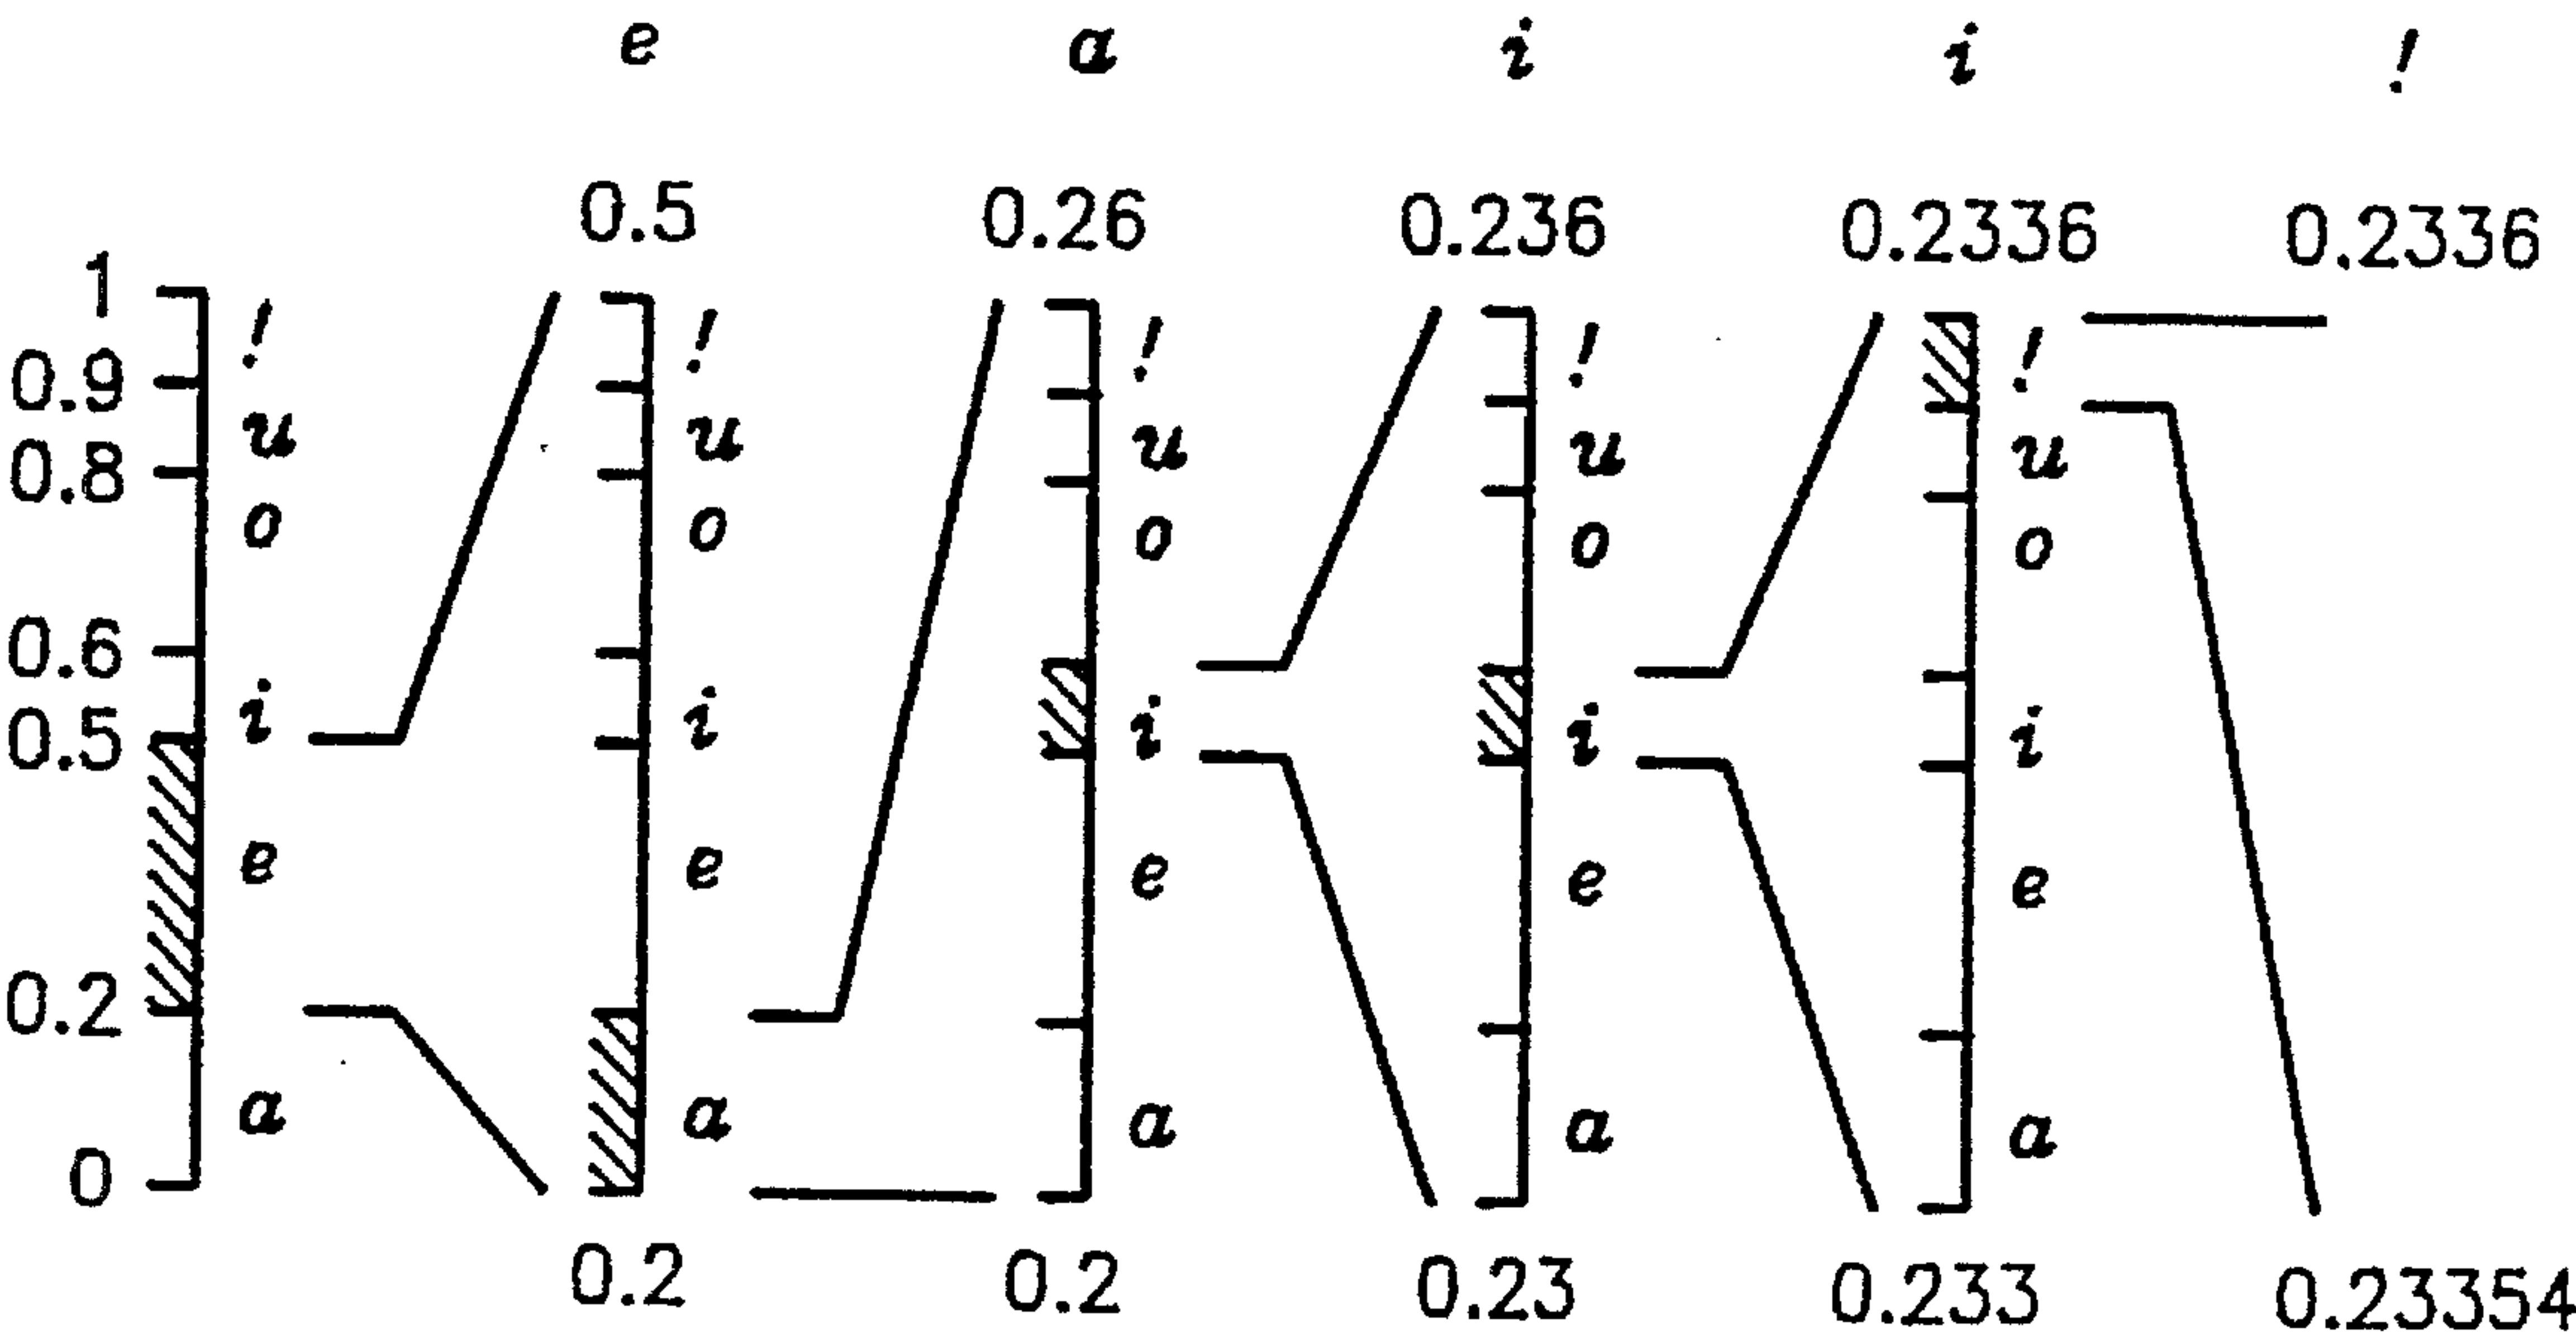 e a i i !
0.5 0.26 0.236 0.2336 0.2336
1 ! ! ! ! !
0.9
u u u u u
0.8
o o o o o
0.6
i i i i i
0.5
e e e e e
0.2
a a a a a
0
0.2 0.2 0.23 0.233 0.23354